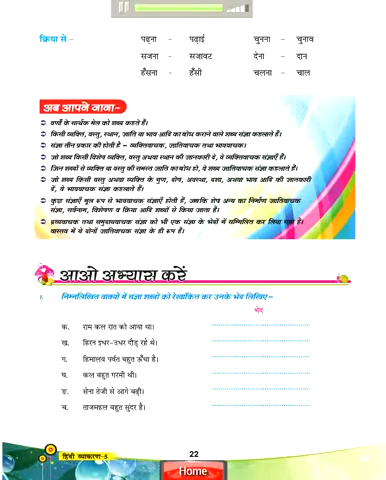 क्रिया से – पढ़ना – पढ़ाई चुनना – चुनाव
सजना – सजावट देना – दान
हँसना – हँसी चलना – चाल
अब आपने जाना–
वर्णों के सार्थक मेल को शब्द कहते हैं।
किसी व्यक्ति, वस्तु, स्थान, जाति या भाव आदि का बोध कराने वाले शब्द संज्ञा कहलाते हैं।
संज्ञा तीन प्रकार की होती है – व्यक्तिवाचक, जातिवाचक तथा भाववाचक।
जो शब्द किसी विशेष व्यक्ति, वस्तु अथवा स्थान की जानकारी दे, वे व्यक्तिवाचक संज्ञाएँ हैं।
जिन शब्दों से व्यक्ति या वस्तु की समस्त जाति का बोध हो, वे शब्द जातिवाचक संज्ञा कहलाते हैं।
जो शब्द किसी वस्तु अथवा व्यक्ति के गुण, दोष, अवस्था, दशा, अथवा भाव आदि की जानकारी
दें, वे भाववाचक संज्ञा कहलाते हैं।
कुछ संज्ञाएँ मूल रूप से भाववाचक संज्ञाएँ होती हैं, जबकि शेष अन्य का निर्माण जातिवाचक
संज्ञा, सर्वनाम, विशेषण व क्रिया आदि शब्दों से किया जाता है।
द्रव्यवाचक तथा समुदायवाचक संज्ञा को भी एक संज्ञा के भेदों में सम्मिलित कर लिया गया है।
वास्तव में ये दोनों जातिवाचक संज्ञा के ही रूप हैं।
आओ अभ्यास करें
१. निम्नलिखित वाक्यों में संज्ञा शब्दों को रेखांकित कर उनके भेद लिखिए –
भेद
क. राम कल रात को आया था।
ख. हिरन इधर-उधर दौड़ रहे थे।
ग. हिमालय पर्वत बहुत ऊँचा है।
घ. कल बहुत गरमी थी।
ङ. सेना तेजी से आगे बढ़ी।
च. ताजमहल बहुत सुंदर है।
हिंदी व्याकरण-5
22
Home